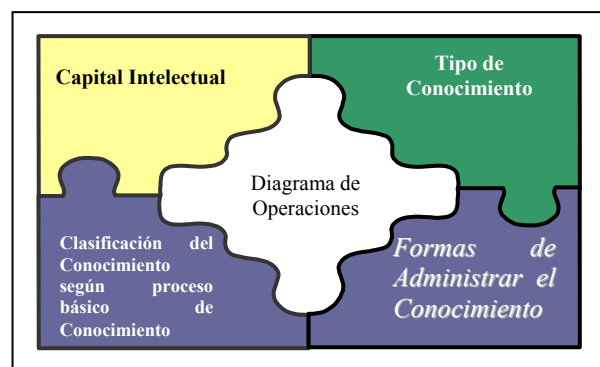 Capital Intelectual
Tipo de
Conocimiento
Diagrama de
Operaciones
Clasificación del
Conocimiento
según proceso
básico de
Conocimiento
Formas de
Administrar el
Conocimiento